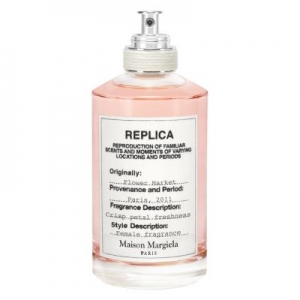 REPLICA
REPRODUCTION OF FAMILIAR
SCENTS AND MOMENTS OF VARYING
LOCATIONS AND PERIODS
Originally:
Flower Market
Provenance and Period:
Paris, 2011
Fragrance Description:
Crisp petal freshness
Style Description:
Female fragrance
Maison Margiela
PARIS